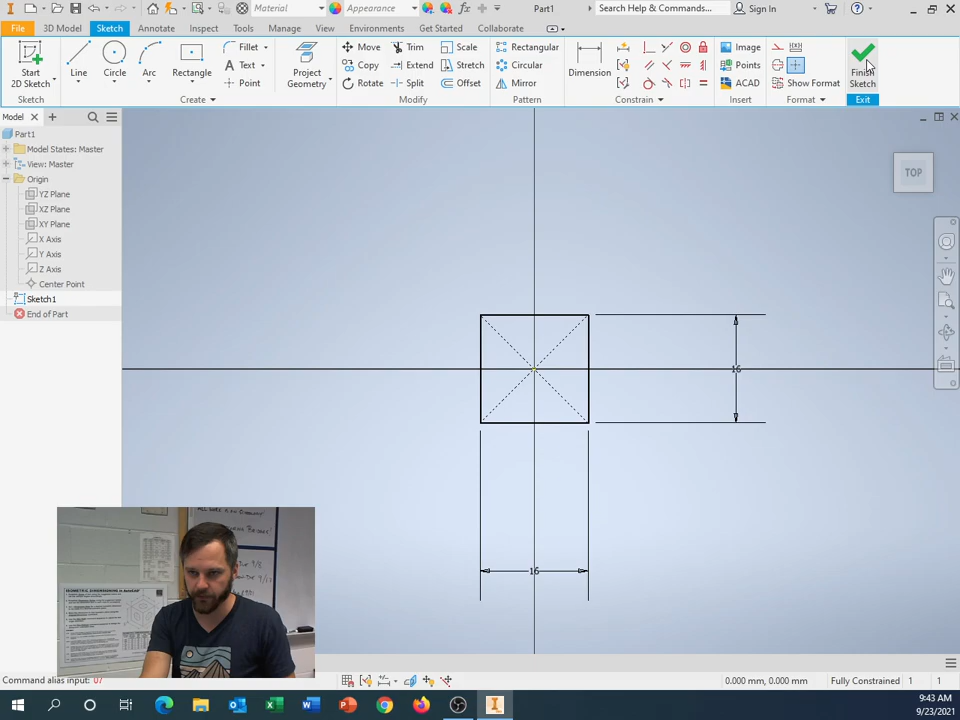 Material
Appearance
fx
Part1
Search Help & Commands...
Sign In
File
3D Model
Sketch
Annotate
Inspect
Tools
Manage
View
Environments
Get Started
Collaborate
Start
2D Sketch
Line
Circle
Arc
Rectangle
Fillet
Text
Point
Project
Geometry
Move
Trim
Scale
Copy
Extend
Stretch
Rotate
Split
Offset
Rectangular
Circular
Mirror
Dimension
Image
Points
ACAD
Show Format
Finish
Sketch
Sketch
Create
Modify
Pattern
Constrain
Insert
Format
Exit
Model
Part1
Model States: Master
View: Master
Origin
YZ Plane
XZ Plane
XY Plane
X Axis
Y Axis
Z Axis
Center Point
Sketch1
End of Part
TOP
16
16
Command alias input:
0.000 mm, 0.000 mm
Fully Constrained
1
1
9:43 AM
9/23/2021